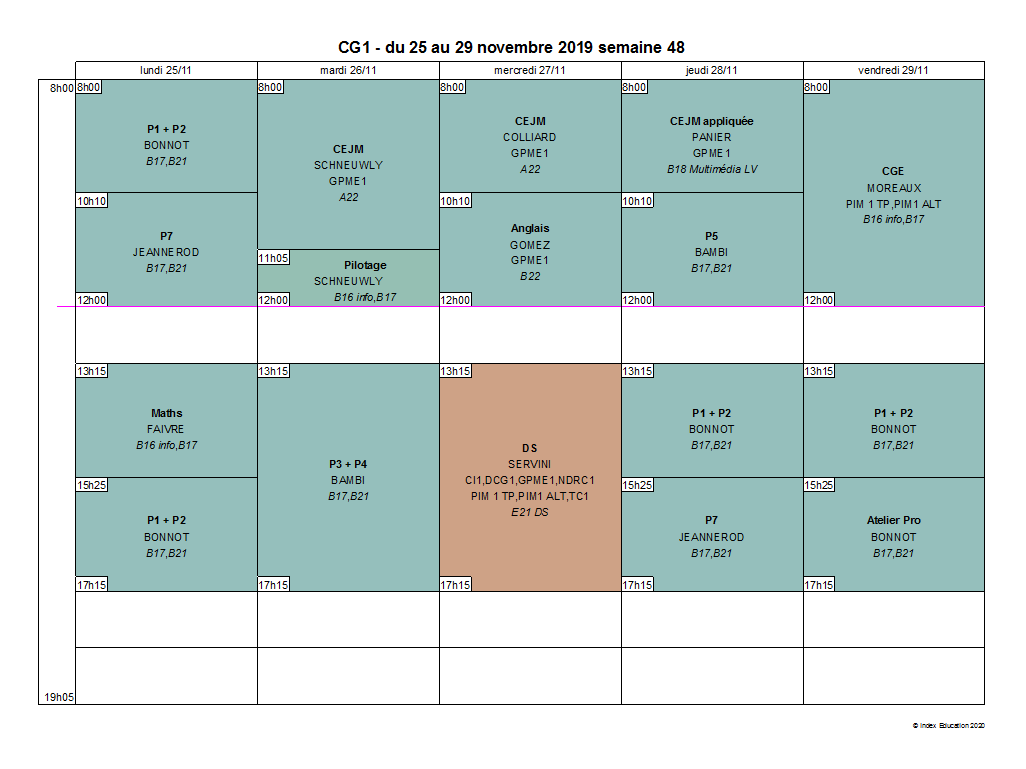 CG1 - du 25 au 29 novembre 2019 semaine 48
lundi 25/11
mardi 26/11
mercredi 27/11
jeudi 28/11
vendredi 29/11
8h00
8h00
P1 + P2
BONNOT
B17,B21
10h10
P7
JEANNEROD
B17,B21
12h00
13h15
Maths
FAIVRE
B16 info,B17
15h25
P1 + P2
BONNOT
B17,B21
17h15
8h00
CEJM
SCHNEUWLY
GPME1
A22
11h05
Pilotage
SCHNEUWLY
B16 info,B17
12h00
13h15
P3 + P4
BAMBI
B17,B21
17h15
8h00
CEJM
COLLIARD
GPME1
A22
10h10
Anglais
GOMEZ
GPME1
B22
12h00
13h15
DS
SERVINI
CI1,DCG1,GPME1,NDRC1
PIM 1 TP,PIM1 ALT,TC1
E21 DS
17h15
8h00
CEJM appliquée
PANIER
GPME1
B18 Multimédia LV
10h10
P5
BAMBI
B17,B21
12h00
13h15
P1 + P2
BONNOT
B17,B21
15h25
P7
JEANNEROD
B17,B21
17h15
8h00
CGE
MOREAUX
PIM 1 TP,PIM1 ALT
B16 info,B17
12h00
13h15
P1 + P2
BONNOT
B17,B21
15h25
Atelier Pro
BONNOT
B17,B21
17h15
19h05
© Index Education 2020